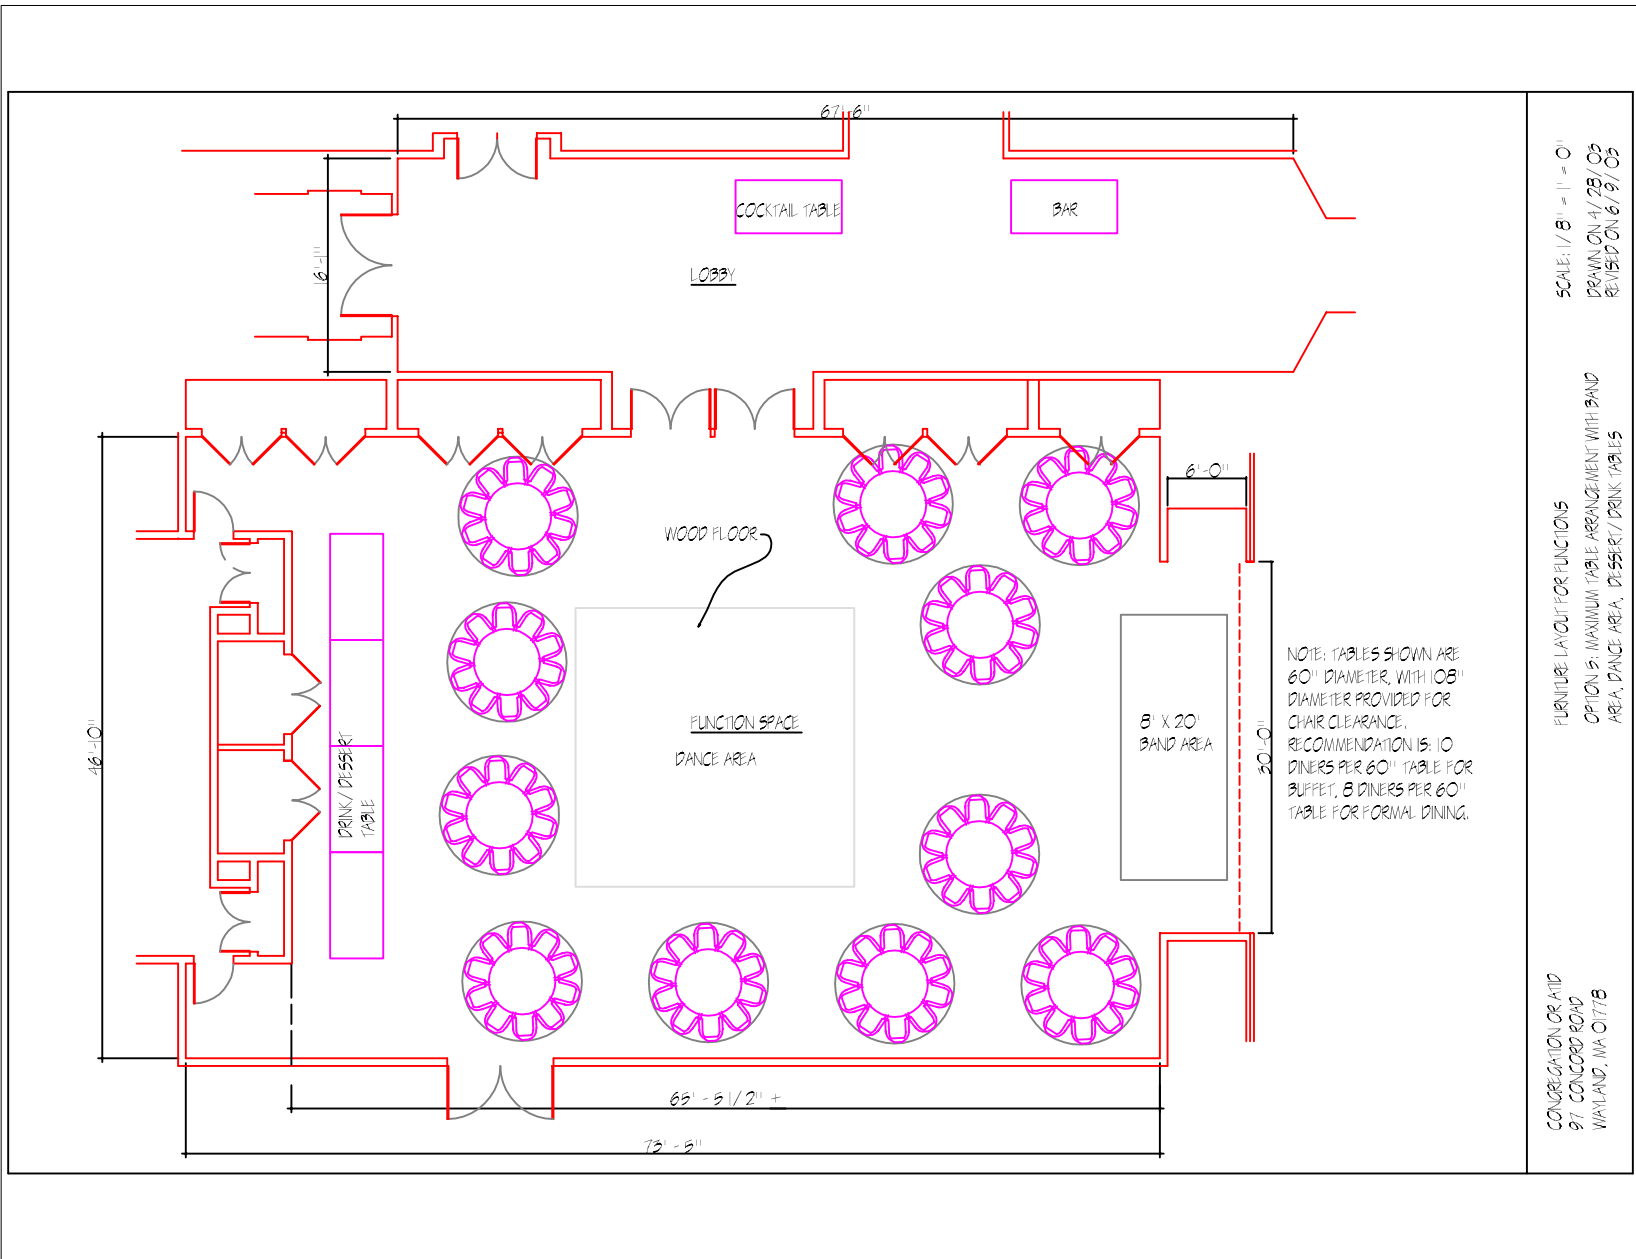 67'-6"
COCKTAIL TABLE
BAR
LOBBY
16'-1"
6'-0"
WOOD FLOOR
FUNCTION SPACE
DANCE AREA
8' X 20'
BAND AREA
30'-0"
46'-10"
DRINK/DESSERT
TABLE
NOTE: TABLES SHOWN ARE
60" DIAMETER, WITH 108"
DIAMETER PROVIDED FOR
CHAIR CLEARANCE.
RECOMMENDATION IS: 10
DINERS PER 60" TABLE FOR
BUFFET, 8 DINERS PER 60"
TABLE FOR FORMAL DINING.
65' - 5 1/2" +
73' - 5"
CONGREGATION OR ATID
97 CONCORD ROAD
WAYLAND, MA 01778
FURNITURE LAYOUT FOR FUNCTIONS
OPTION 5: MAXIMUM TABLE ARRANGEMENT WITH BAND
AREA, DANCE AREA, DESSERT/DRINK TABLES
SCALE: 1/8" = 1' = 0"
DRAWN ON 4/28/03
REVISED ON 6/9/03